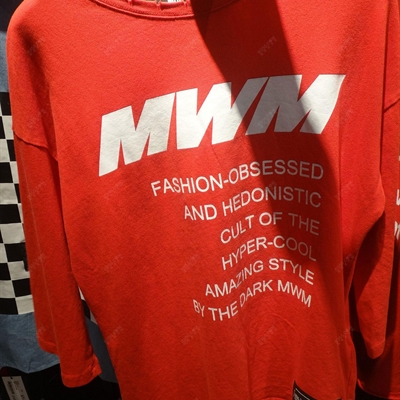 MWM
FASHION-OBSESSED
AND HEDONISTIC
CULT OF THE
HYPER-COOL
AMAZING STYLE
BY THE DARK MWM